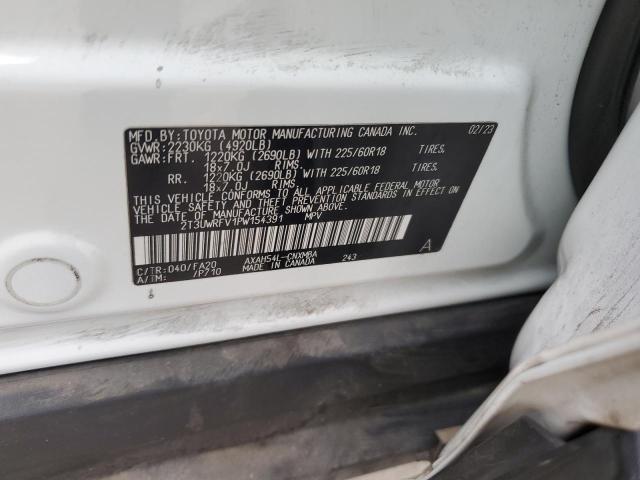 MFD.BY:TOYOTA MOTOR MANUFACTURING CANADA INC. 02/23
GVWR:2230KG (4920LB)
GAWR:FRT. 1220KG (2690LB) WITH 225/60R18 TIRES.
18x7.0J RIMS.
RR. 1220KG (2690LB) WITH 225/60R18 TIRES.
18x7.0J RIMS.
THIS VEHICLE CONFORMS TO ALL APPLICABLE FEDERAL MOTOR
VEHICLE SAFETY AND THEFT PREVENTION STANDARDS IN EFFECT ON
THE DATE OF MANUFACTURE SHOWN ABOVE.
2T3UWRFV1PW154391 MPV
A
C/TR:040/FA20 AXAH54L-CNXMBA 243
A/TM: /P710 MADE IN CANADA